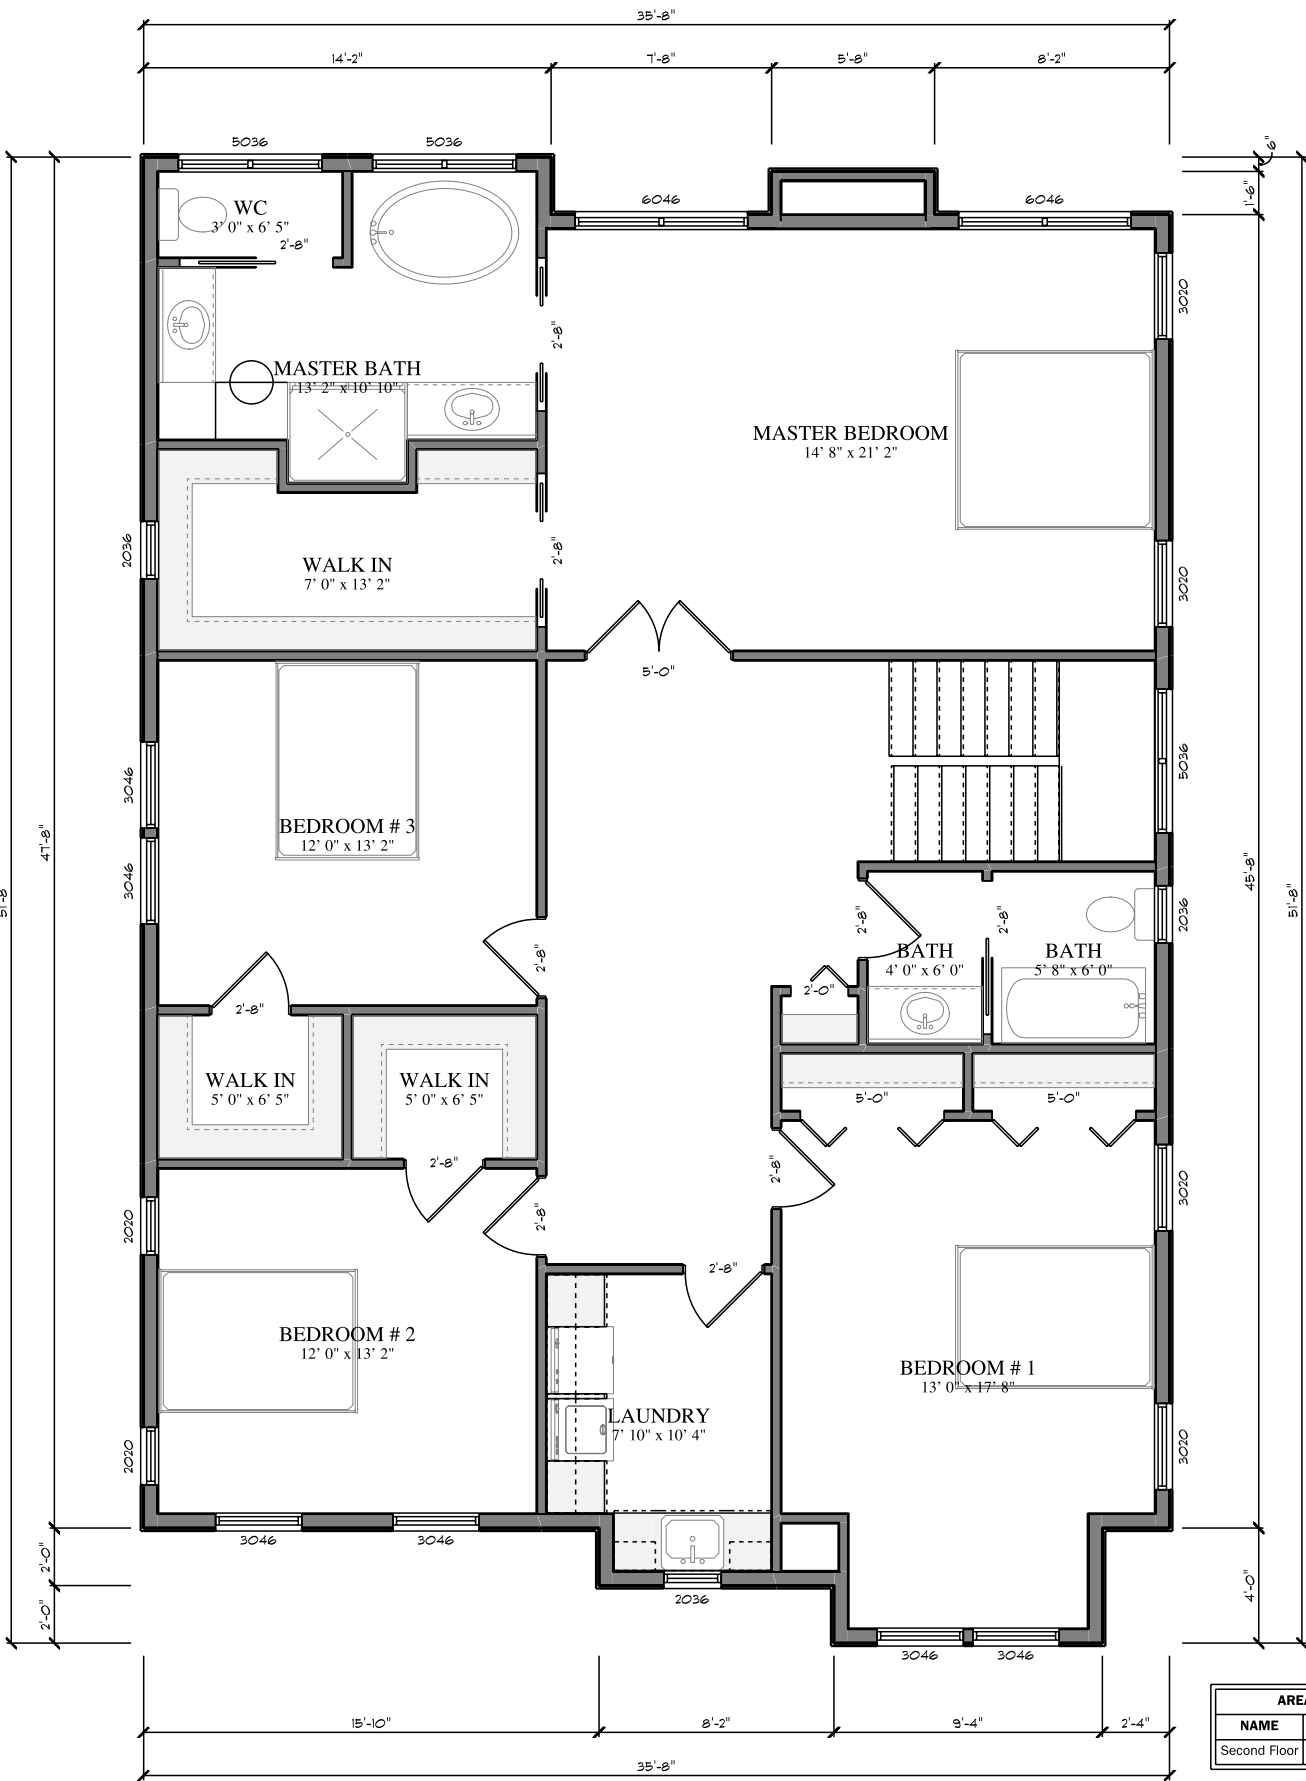 35'-8"
14'-2"
7'-8"
5'-8"
8'-2"
5036
5036
6"
1'-6"
6046
6046
WC
3' 0" x 6' 5"
2'-8"
3020
2'-8"
MASTER BATH
13' 2" x 10' 10"
MASTER BEDROOM
14' 8" x 21' 2"
2036
2'-8"
WALK IN
7' 0" x 13' 2"
3020
5'-0"
3046
5036
BEDROOM # 3
12' 0" x 13' 2"
47'-8"
3046
51'-8
45'-8"
51'-8"
2'-8"
2'-8"
2036
BATH
4' 0" x 6' 0"
BATH
5' 8" x 6' 0"
2'-8"
2'-0"
2'-8"
WALK IN
5' 0" x 6' 5"
WALK IN
5' 0" x 6' 5"
5'-0"
5'-0"
2'-8"
2'-8"
3020
2020
2'-8"
2'-8"
BEDROOM # 2
12' 0" x 13' 2"
BEDROOM # 1
13' 0" x 17' 8"
LAUNDRY
7' 10" x 10' 4"
2020
3020
3046
3046
2'-0"
2036
4'-0"
2'-0"
3046
3046
15'-10"
8'-2"
9'-4"
2'-4"
35'-8"
AREA
NAME
Second Floor